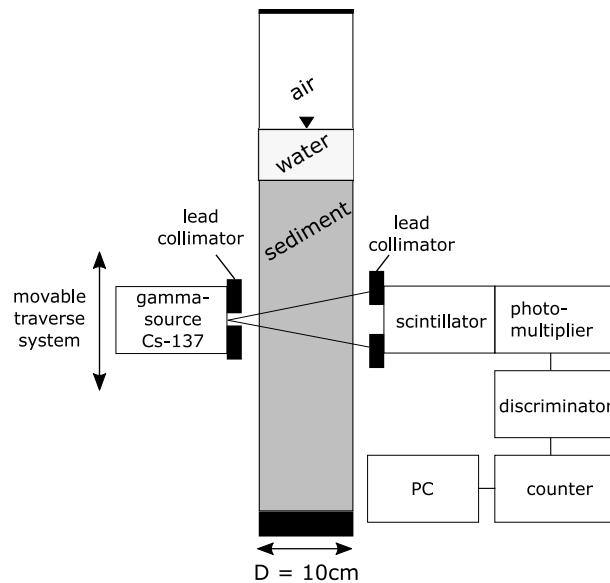 air
water
sediment
lead
collimator
lead
collimator
movable
traverse
system
gamma-
source
Cs-137
scintillator
photo-
multiplier
discriminator
PC
counter
D = 10cm